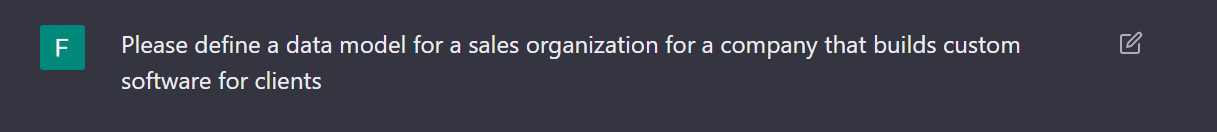 F
Please define a data model for a sales organization for a company that builds custom
software for clients